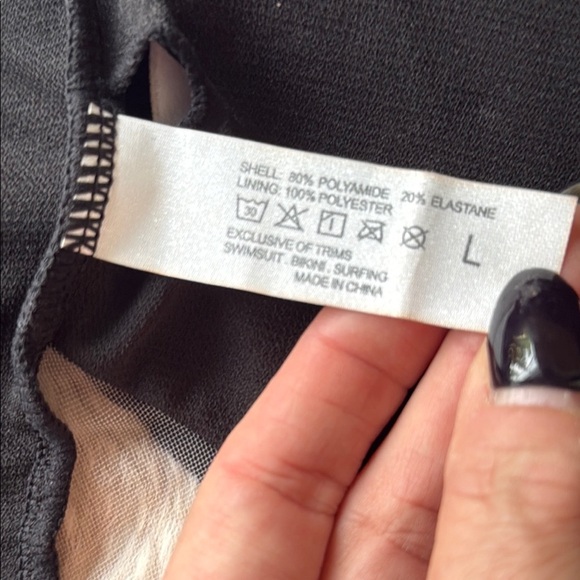 SHELL: 80% POLYAMIDE 20% ELASTANE
LINING: 100% POLYESTER
30
L
EXCLUSIVE OF TRIMS
SWIMSUIT . BIKINI . SURFING
MADE IN CHINA